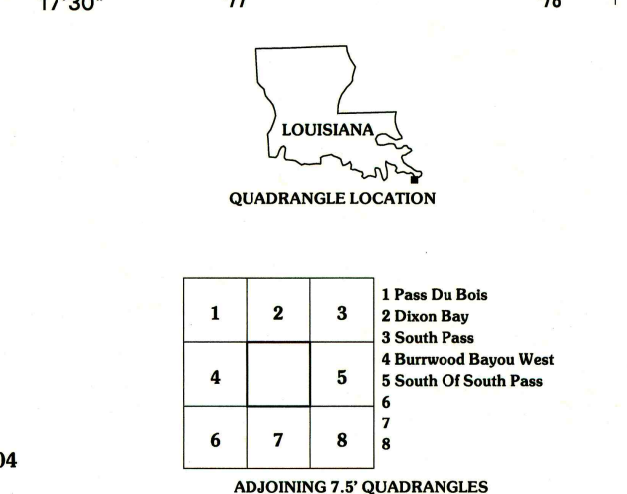 17'30" 77 78
LOUISIANA
QUADRANGLE LOCATION
1 2 3
4 5
6 7 8
1 Pass Du Bois
2 Dixon Bay
3 South Pass
4 Burrwood Bayou West
5 South Of South Pass
6
7
8
04
ADJOINING 7.5' QUADRANGLES